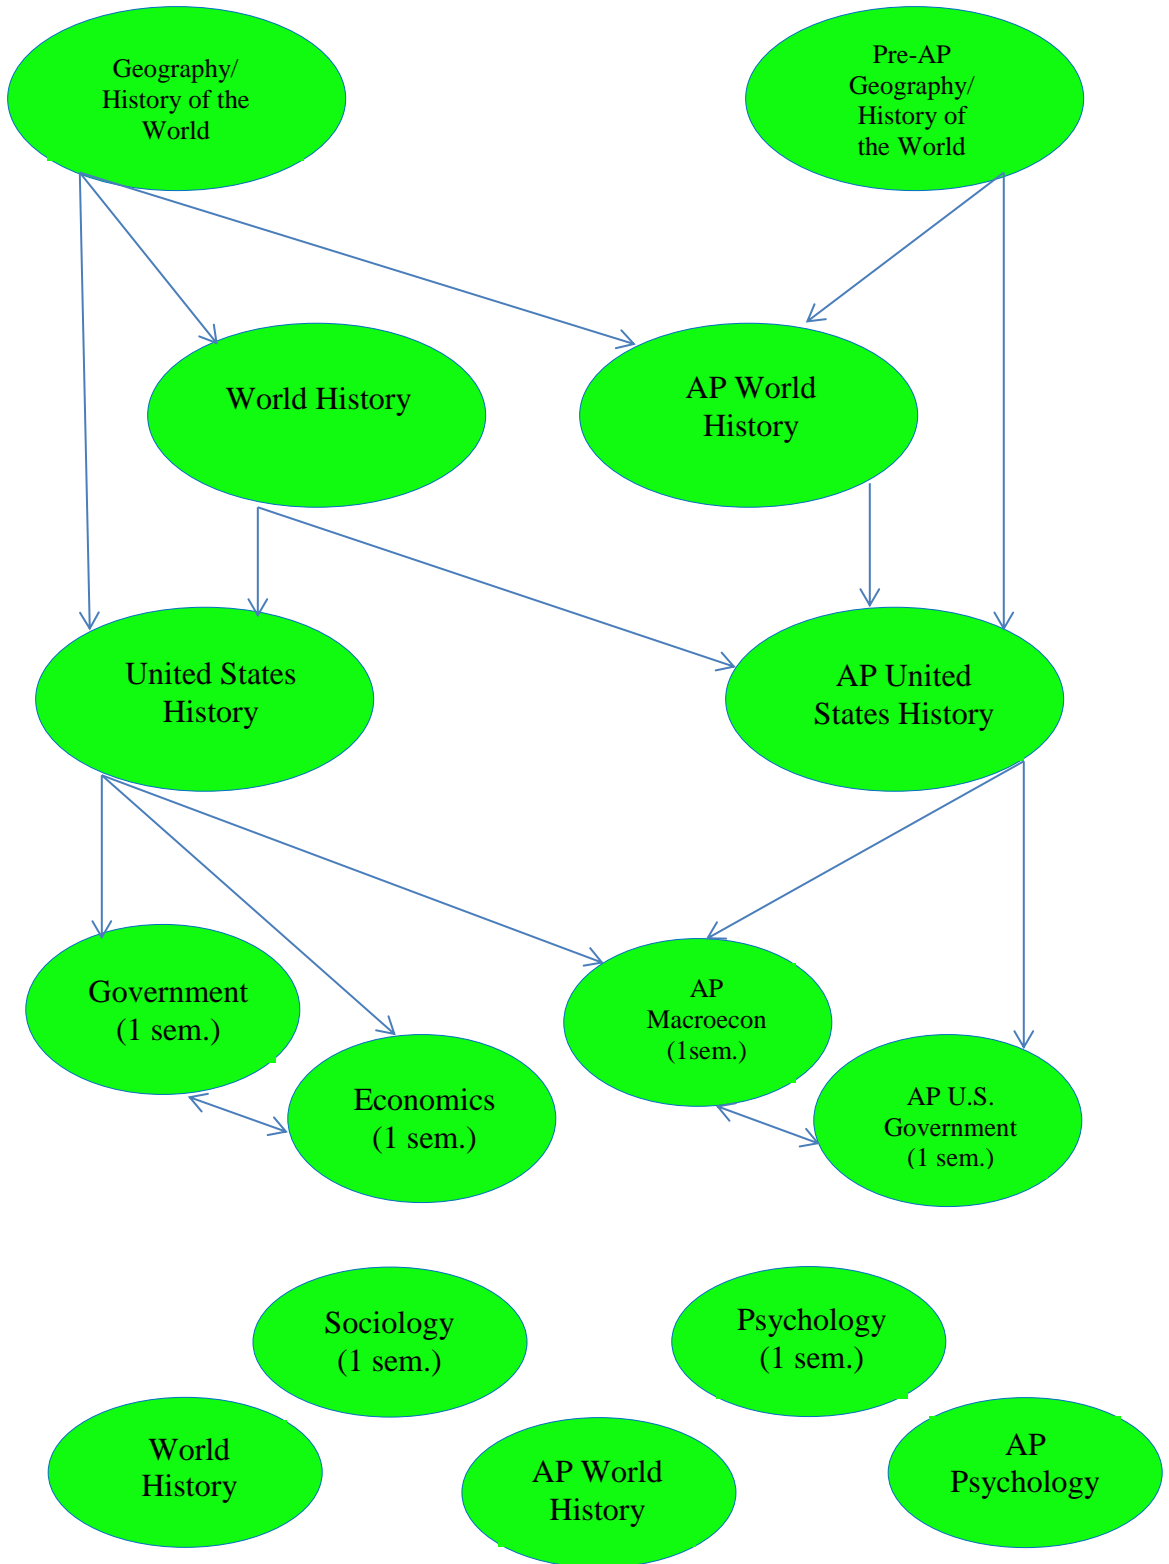 Geography/
History of the
World
Pre-AP
Geography/
History of
the World
World History
AP World
History
United States
History
AP United
States History
Government
(1 sem.)
Economics
(1 sem.)
AP
Macroecon
(1sem.)
AP U.S.
Government
(1 sem.)
Sociology
(1 sem.)
Psychology
(1 sem.)
World
History
AP World
History
AP
Psychology